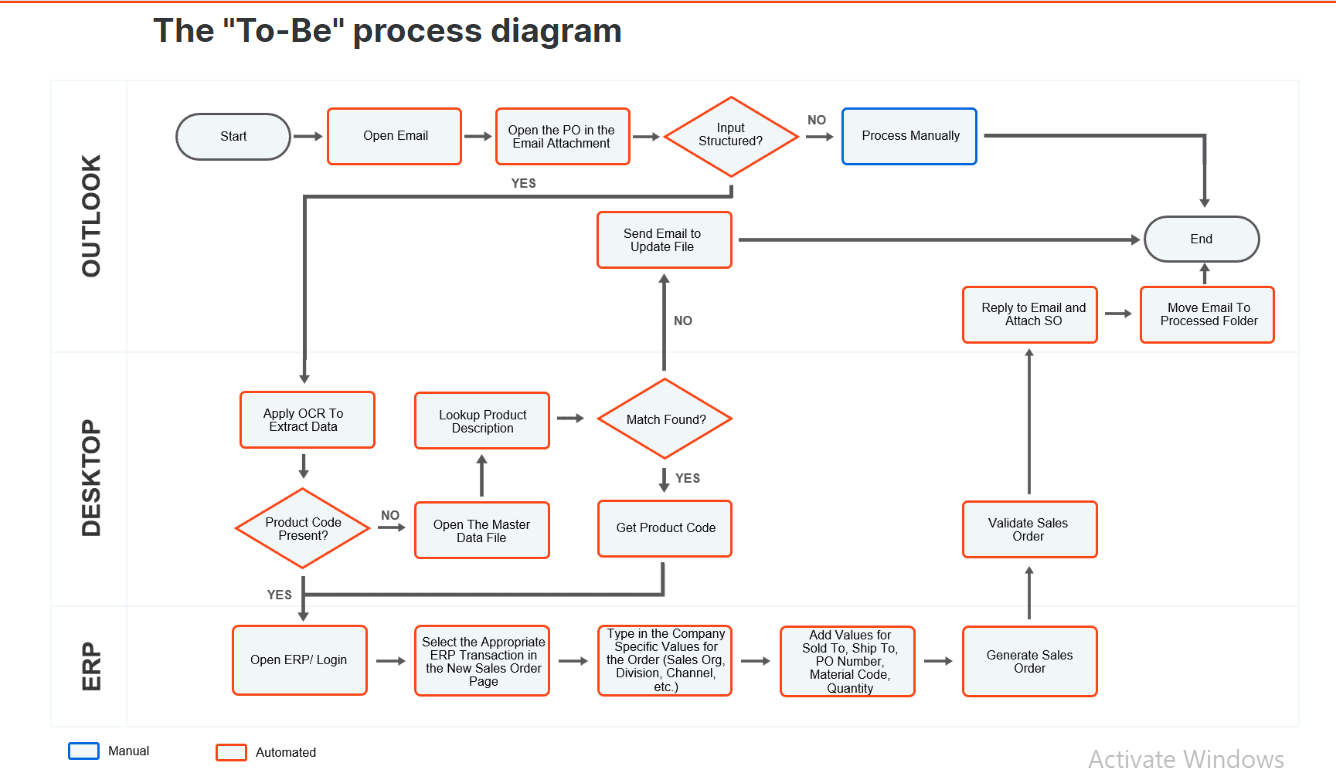 The "To-Be" process diagram
OUTLOOK
Start
Open Email
Open the PO in the
Email Attachment
Input
Structured?
NO
Process Manually
YES
Send Email to
Update File
End
NO
Reply to Email and
Attach SO
Move Email To
Processed Folder
DESKTOP
Apply OCR To
Extract Data
Lookup Product
Description
Match Found?
YES
Product Code
Present?
NO
Open The Master
Data File
Get Product Code
Validate Sales
Order
YES
ERP
Open ERP/ Login
Select the Appropriate
ERP Transaction in
the New Sales Order
Page
Type in the Company
Specific Values for
the Order (Sales Org,
Division, Channel,
etc.)
Add Values for
Sold To, Ship To,
PO Number,
Material Code,
Quantity
Generate Sales
Order
Manual
Automated
Activate Windows